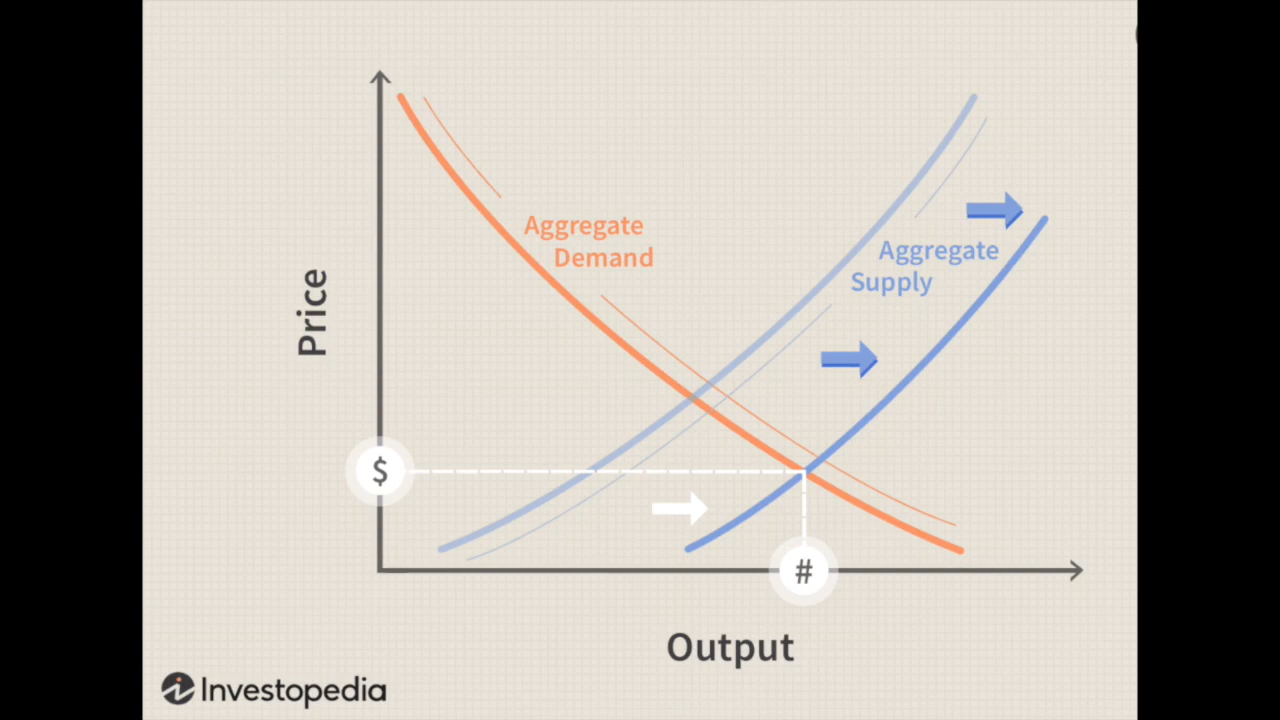 Aggregate
Demand
Aggregate
Supply
Price
$
#
Output
Investopedia